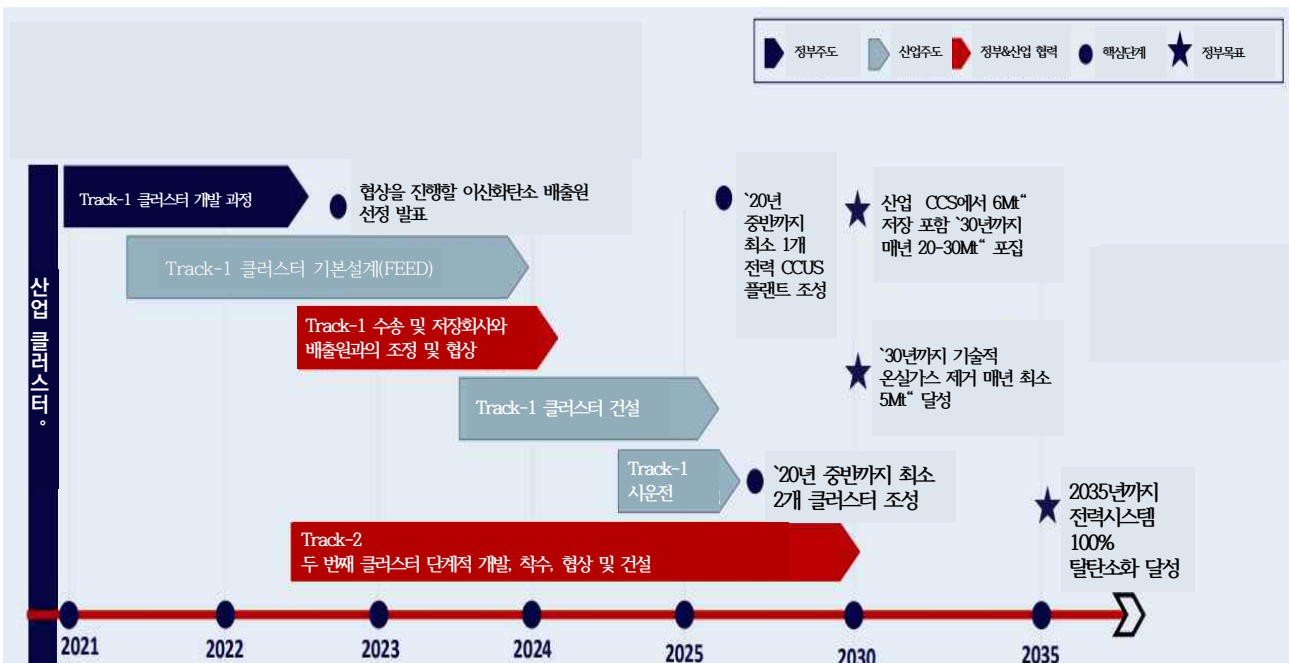 정부주도
산업주도
정부&산업 협력
핵심단계
정부목표
산업 클러스터。
Track-1 클러스터 개발 과정
협상을 진행할 이산화탄소 배출원
선정 발표
`20년
중반까지
최소 1개
전력 CCUS
플랜트 조성
산업 CCS에서 6Mt“
저장 포함 `30년까지
매년 20-30Mt“ 포집
Track-1 클러스터 기본설계(FEED)
Track-1 수송 및 저장회사와
배출원과의 조정 및 협상
`30년까지 기술적
온실가스 제거 매년 최소
5Mt“ 달성
Track-1 클러스터 건설
Track-1
시운전
`20년 중반까지 최소
2개 클러스터 조성
2035년까지
전력시스템
100%
탈탄소화 달성
Track-2
두 번째 클러스터 단계적 개발, 착수, 협상 및 건설
2021
2022
2023
2024
2025
2030
2035